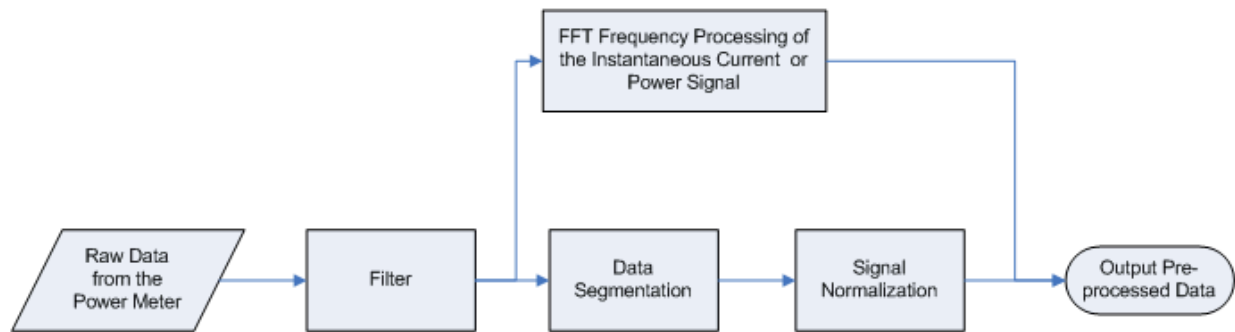 FFT Frequency Processing of
the Instantaneous Current or
Power Signal
Raw Data
from the
Power Meter
Filter
Data
Segmentation
Signal
Normalization
Output Pre-
processed Data